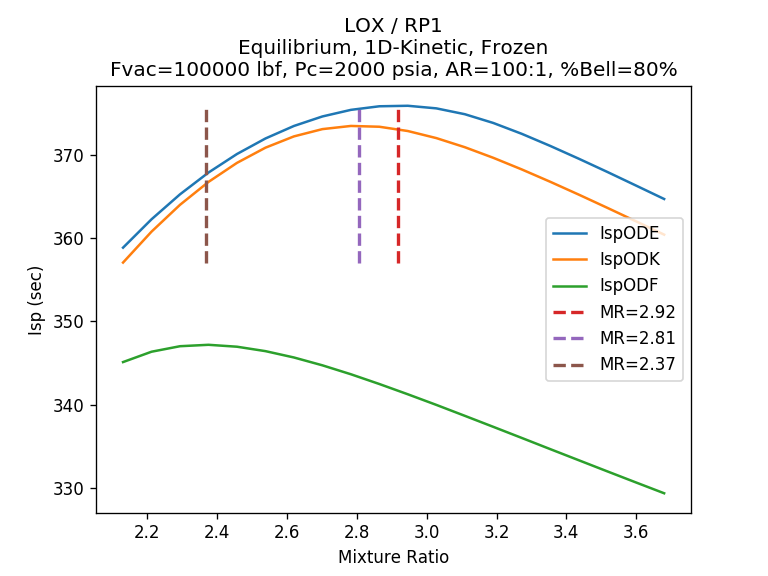 LOX / RP1
Equilibrium, 1D-Kinetic, Frozen
Fvac=100000 lbf, Pc=2000 psia, AR=100:1, %Bell=80%
Isp (sec)
370
360
350
340
330
IspODE
IspODK
IspODF
MR=2.92
MR=2.81
MR=2.37
2.2 2.4 2.6 2.8 3.0 3.2 3.4 3.6
Mixture Ratio